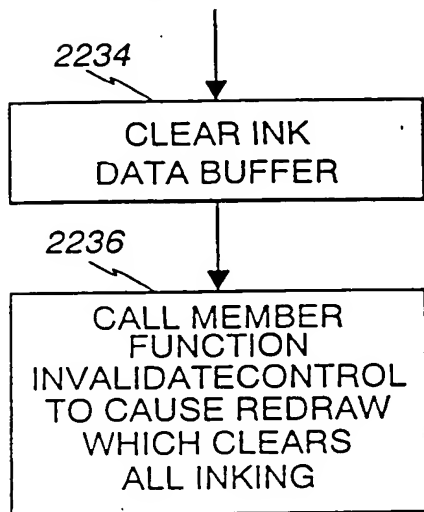 2234
CLEAR INK
DATA BUFFER
2236
CALL MEMBER
FUNCTION
INVALIDATECONTROL
TO CAUSE REDRAW
WHICH CLEARS
ALL INKING